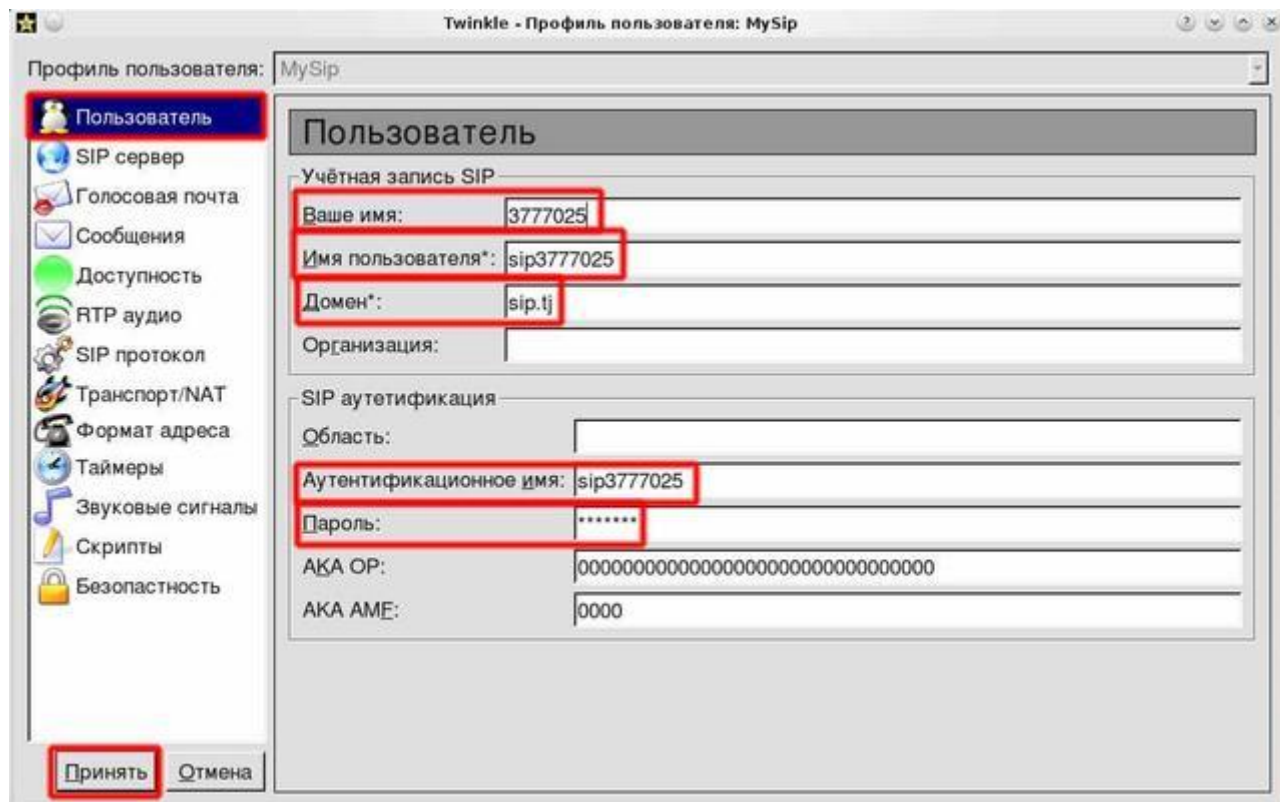 Twinkle - Профиль пользователя: MySip
Профиль пользователя: MySip
Пользователь
SIP сервер
Голосовая почта
Сообщения
Доступность
RTP аудио
SIP протокол
Транспорт/NAT
Формат адреса
Таймеры
Звуковые сигналы
Скрипты
Безопастность
Принять Отмена
Пользователь
Учётная запись SIP
Ваше имя: 3777025
Имя пользователя*: sip3777025
Домен*: sip.tj
Организация:
SIP аутетификация
Область:
Аутентификационное имя: sip3777025
Пароль: *******
AKA OP: 00000000000000000000000000000000
AKA AMF: 0000